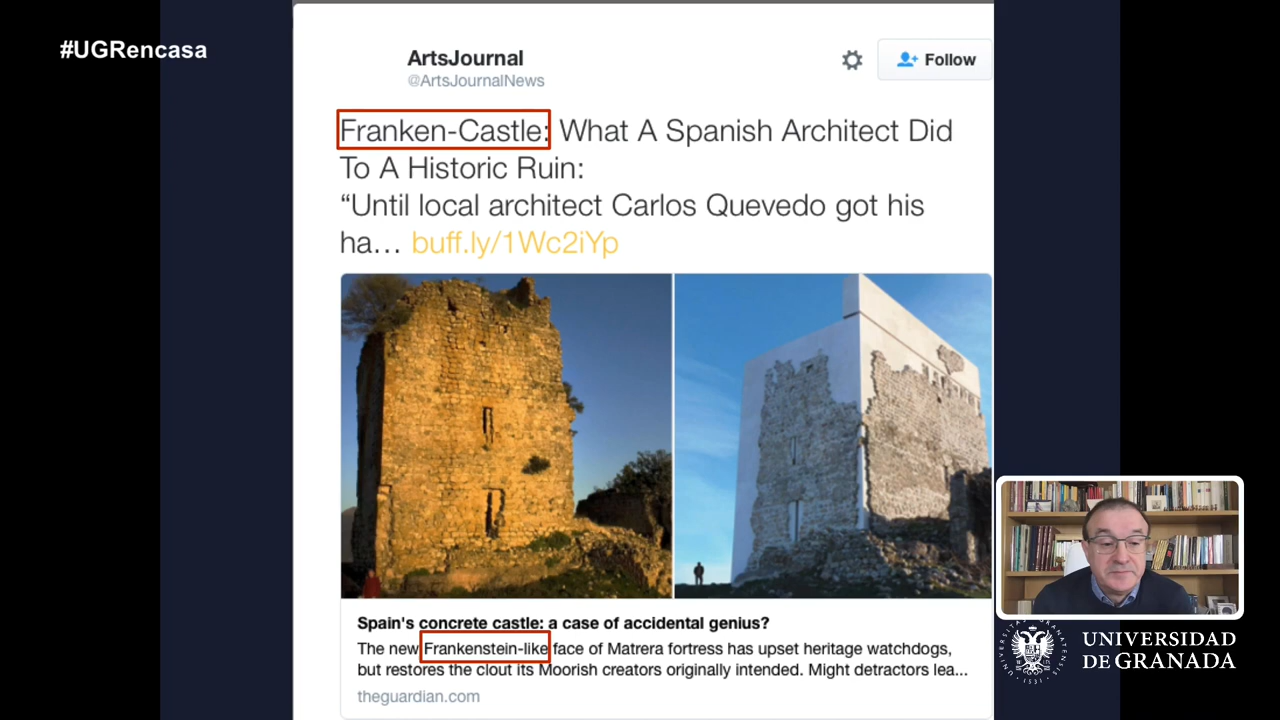 #UGRencasa
ArtsJournal
@ArtsJournalNews
Follow
Franken-Castle: What A Spanish Architect Did
To A Historic Ruin:
“Until local architect Carlos Quevedo got his
ha… buff.ly/1Wc2iYp
Spain's concrete castle: a case of accidental genius?
The new Frankenstein-like face of Matrera fortress has upset heritage watchdogs,
but restores the clout its Moorish creators originally intended. Might detractors lea...
theguardian.com
UNIVERSIDAD
DE GRANADA